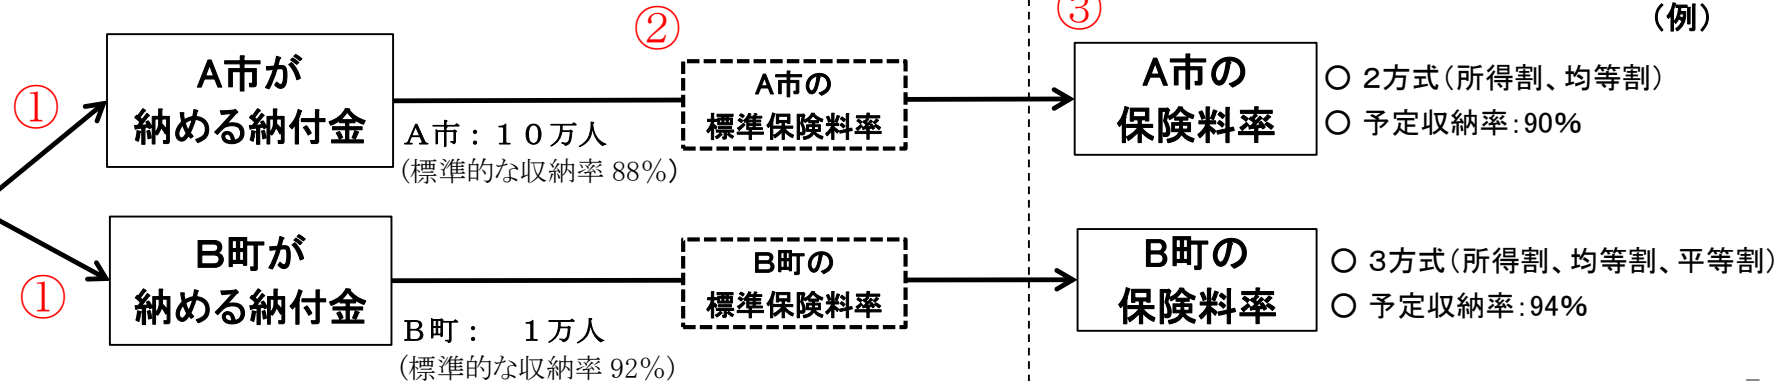 ③
（例）
②
①
A市が
納める納付金
A市：１０万人
(標準的な収納率 88%)
A市の
標準保険料率
A市の
保険料率
○ 2方式（所得割、均等割）
○ 予定収納率：90%
①
B町が
納める納付金
B町：　１万人
(標準的な収納率 92%)
B町の
標準保険料率
B町の
保険料率
○ 3方式（所得割、均等割、平等割）
○ 予定収納率：94%